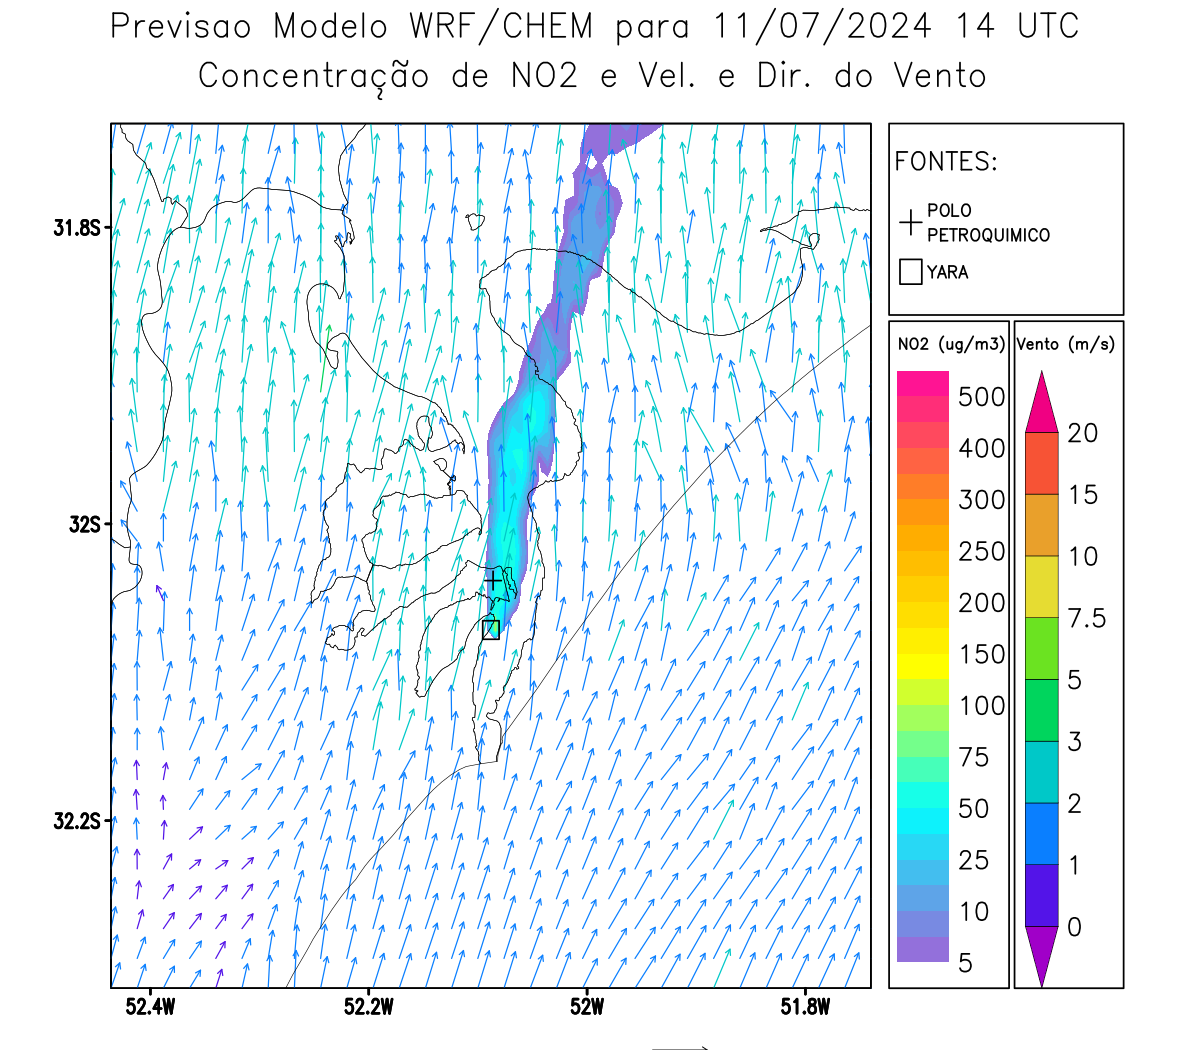 Previsao Modelo WRF/CHEM para 11/07/2024 14 UTC
Concentração de NO2 e Vel. e Dir. do Vento
FONTES:
POLO
PETROQUIMICO
YARA
31.8S
32S
32.2S
52.4W
52.2W
52W
51.8W
NO2 (ug/m3)
500
400
300
250
200
150
100
75
50
25
10
5
Vento (m/s)
20
15
10
7.5
5
3
2
1
0